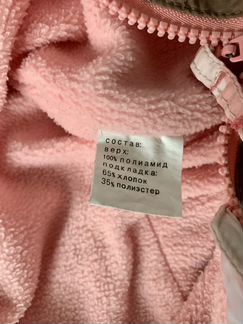 состав:
верх:
100% полиамид
подкладка:
65% хлопок
35% полиэстер